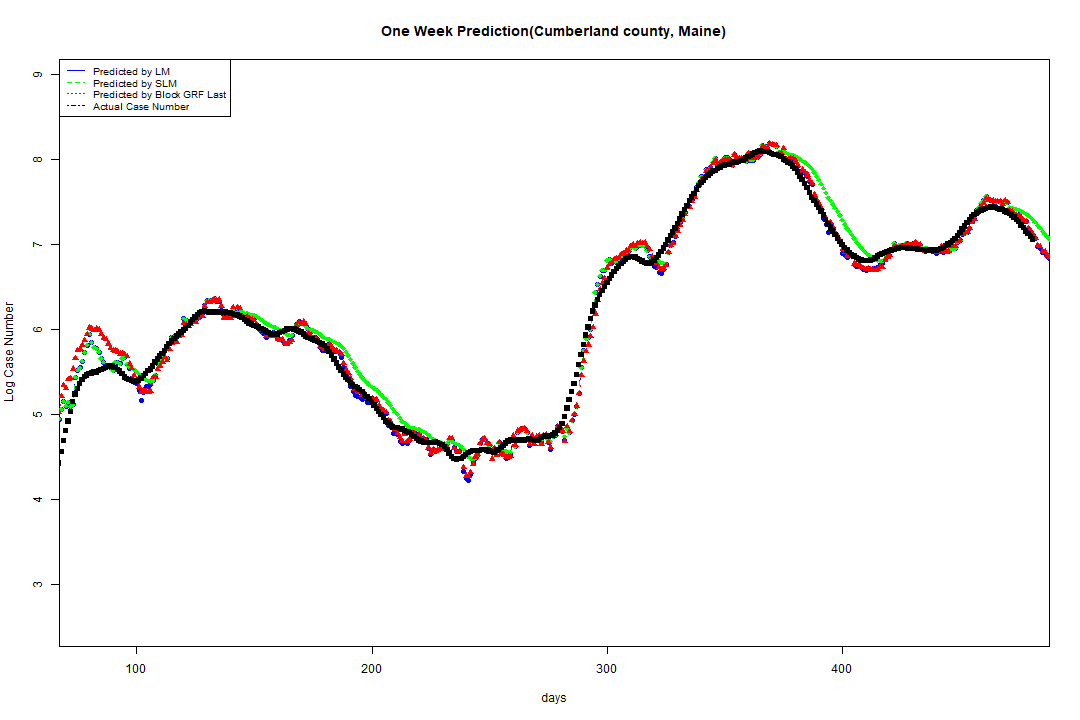 One Week Prediction(Cumberland county, Maine)
Predicted by LM
Predicted by SLM
Predicted by Block GRF Last
Actual Case Number
9
8
7
6
5
4
3
Log Case Number
100 200 300 400
days